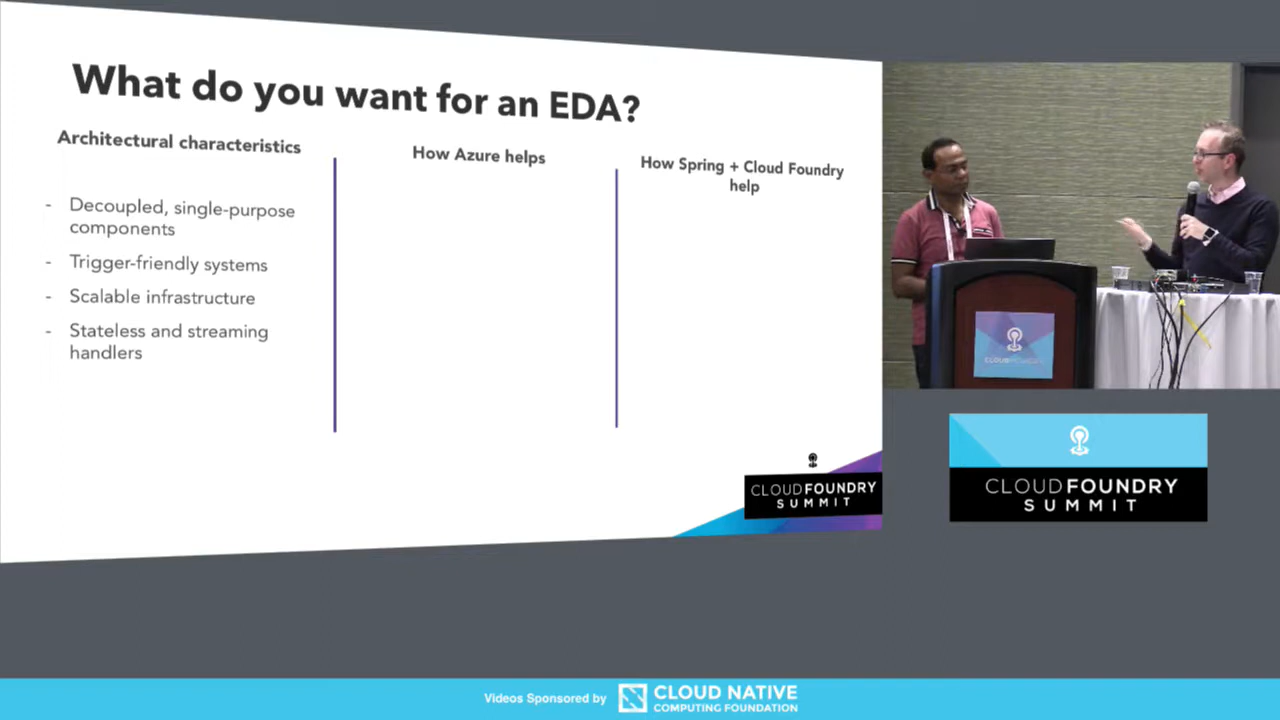 What do you want for an EDA?
Architectural characteristics
- Decoupled, single-purpose
components
- Trigger-friendly systems
- Scalable infrastructure
- Stateless and streaming
handlers
How Azure helps
How Spring + Cloud Foundry
help
CLOUDFOUNDRY
SUMMIT
CLOUDFOUNDRY
CLOUDFOUNDRY
SUMMIT
Videos Sponsored by
CLOUD NATIVE
COMPUTING FOUNDATION